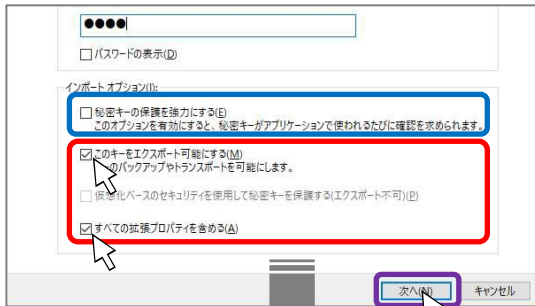 ●●●●
パスワードの表示(D)
インポート オプション(I):
秘密キーの保護を強力にする(E)
このオプションを有効にすると、秘密キーがアプリケーションで使われるたびに確認を求められます。
このキーをエクスポート可能にする(M)
のバックアップやトランスポートを可能にします。
仮想化ベースのセキュリティを使用して秘密キーを保護する(エクスポート不可)(P)
すべての拡張プロパティを含める(A)
次へ(N)
キャンセル